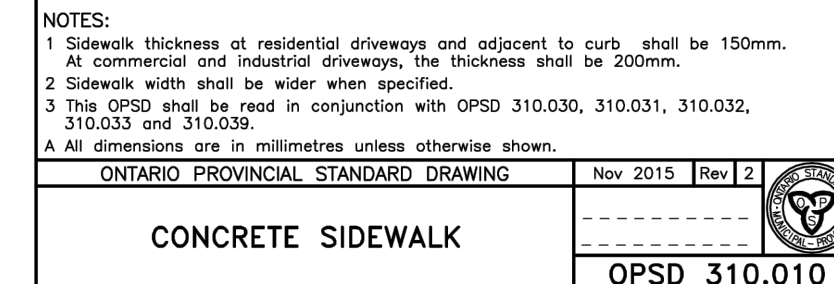 NOTES:
1 Sidewalk thickness at residential driveways and adjacent to curb shall be 150mm.
At commercial and industrial driveways, the thickness shall be 200mm.
2 Sidewalk width shall be wider when specified.
3 This OPSD shall be read in conjunction with OPSD 310.030, 310.031, 310.032,
310.033 and 310.039.
A All dimensions are in millimetres unless otherwise shown.
ONTARIO PROVINCIAL STANDARD DRAWING
Nov 2015 Rev 2
CONCRETE SIDEWALK
OPS
OPSD 310.010